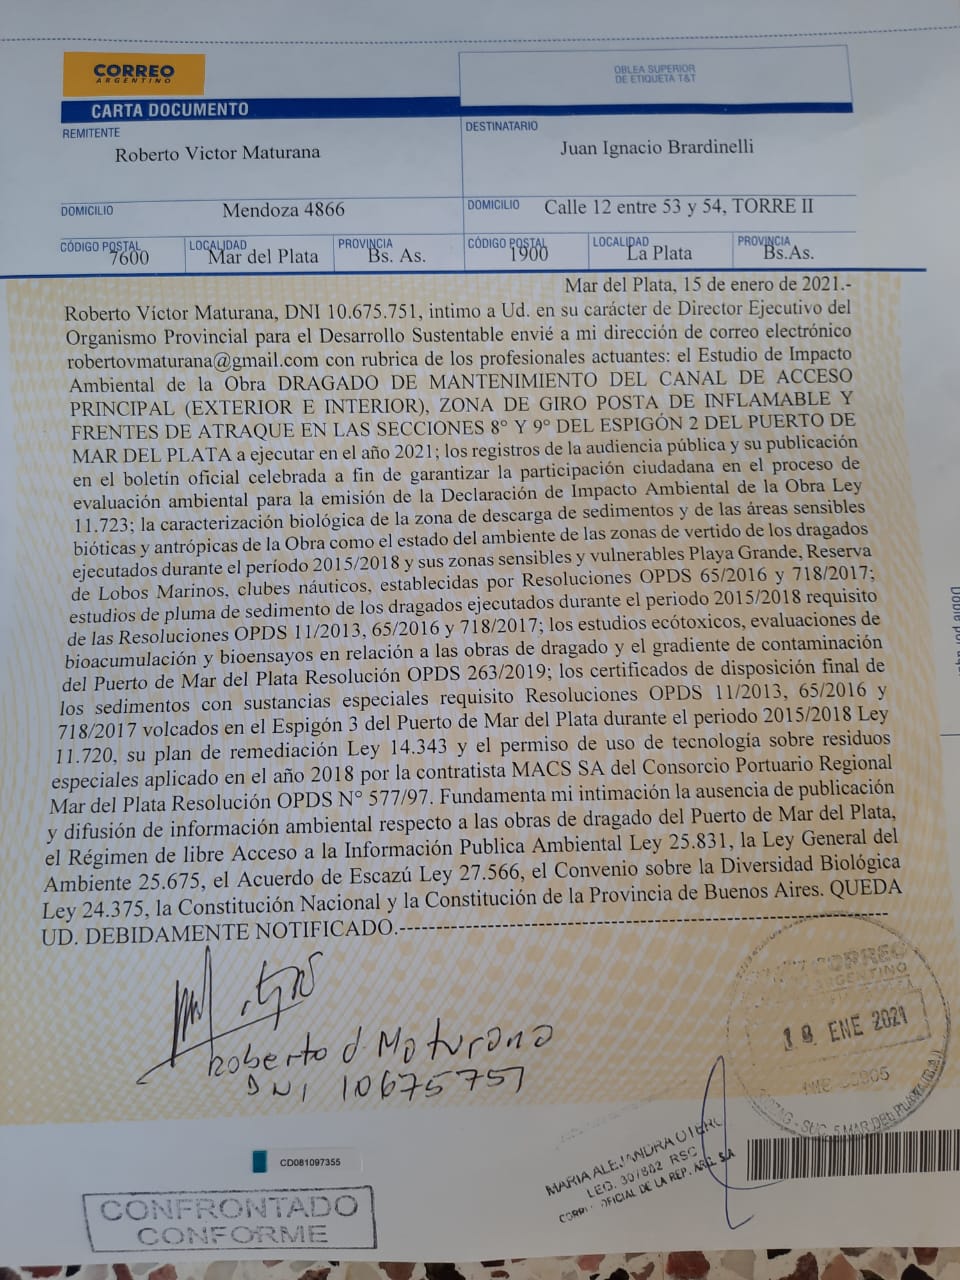 CORREO
ARGENTINO
OBLEA SUPERIOR
DE ETIQUETA T&T
CARTA DOCUMENTO
REMITENTE
Roberto Victor Maturana
DESTINATARIO
Juan Ignacio Brardinelli
DOMICILIO
Mendoza 4866
DOMICILIO
Calle 12 entre 53 y 54, TORRE II
CÓDIGO POSTAL
7600
LOCALIDAD
Mar del Plata
PROVINCIA
Bs. As.
CÓDIGO POSTAL
1900
LOCALIDAD
La Plata
PROVINCIA
Bs.As.
Mar del Plata, 15 de enero de 2021.-
Roberto Víctor Maturana, DNI 10.675.751, intimo a Ud. en su carácter de Director Ejecutivo del
Organismo Provincial para el Desarrollo Sustentable envié a mi dirección de correo electrónico
robertovmaturana@gmail.com con rubrica de los profesionales actuantes: el Estudio de Impacto
Ambiental de la Obra DRAGADO DE MANTENIMIENTO DEL CANAL DE ACCESO
PRINCIPAL (EXTERIOR E INTERIOR), ZONA DE GIRO POSTA DE INFLAMABLE Y
FRENTES DE ATRAQUE EN LAS SECCIONES 8° Y 9° DEL ESPIGÓN 2 DEL PUERTO DE
MAR DEL PLATA a ejecutar en el año 2021; los registros de la audiencia pública y su publicación
en el boletín oficial celebrada a fin de garantizar la participación ciudadana en el proceso de
evaluación ambiental para la emisión de la Declaración de Impacto Ambiental de la Obra Ley
11.723; la caracterización biológica de la zona de descarga de sedimentos y de las áreas sensibles
bióticas y antrópicas de la Obra como el estado del ambiente de las zonas de vertido de los dragados
ejecutados durante el período 2015/2018 y sus zonas sensibles y vulnerables Playa Grande, Reserva
de Lobos Marinos, clubes náuticos, establecidas por Resoluciones OPDS 65/2016 y 718/2017;
estudios de pluma de sedimento de los dragados ejecutados durante el periodo 2015/2018 requisito
de las Resoluciones OPDS 11/2013, 65/2016 y 718/2017; los estudios ecótoxicos, evaluaciones de
bioacumulación y bioensayos en relación a las obras de dragado y el gradiente de contaminación
del Puerto de Mar del Plata Resolución OPDS 263/2019; los certificados de disposición final de
los sedimentos con sustancias especiales requisito Resoluciones OPDS 11/2013, 65/2016 y
718/2017 volcados en el Espigón 3 del Puerto de Mar del Plata durante el periodo 2015/2018 Ley
11.720, su plan de remediación Ley 14.343 y el permiso de uso de tecnología sobre residuos
especiales aplicado en el año 2018 por la contratista MACS SA del Consorcio Portuario Regional
Mar del Plata Resolución OPDS N° 577/97. Fundamenta mi intimación la ausencia de publicación
y difusión de información ambiental respecto a las obras de dragado del Puerto de Mar del Plata,
el Régimen de libre Acceso a la Información Publica Ambiental Ley 25.831, la Ley General del
Ambiente 25.675, el Acuerdo de Escazú Ley 27.566, el Convenio sobre la Diversidad Biológica
Ley 24.375, la Constitución Nacional y la Constitución de la Provincia de Buenos Aires. QUEDA
UD. DEBIDAMENTE NOTIFICADO.-
Roberto V. Maturana
DNI 10675751
CORREO
ARGENTINO
18 ENE 2021
SUC. 5 MAR DEL PLATA (B.A.)
MARIA ALEJANDRA OTERO
LEG. 307802 RSC
CORREO OFICIAL DE LA REP. ARG. S.A
CD081097355
CONFRONTADO
CONFORME